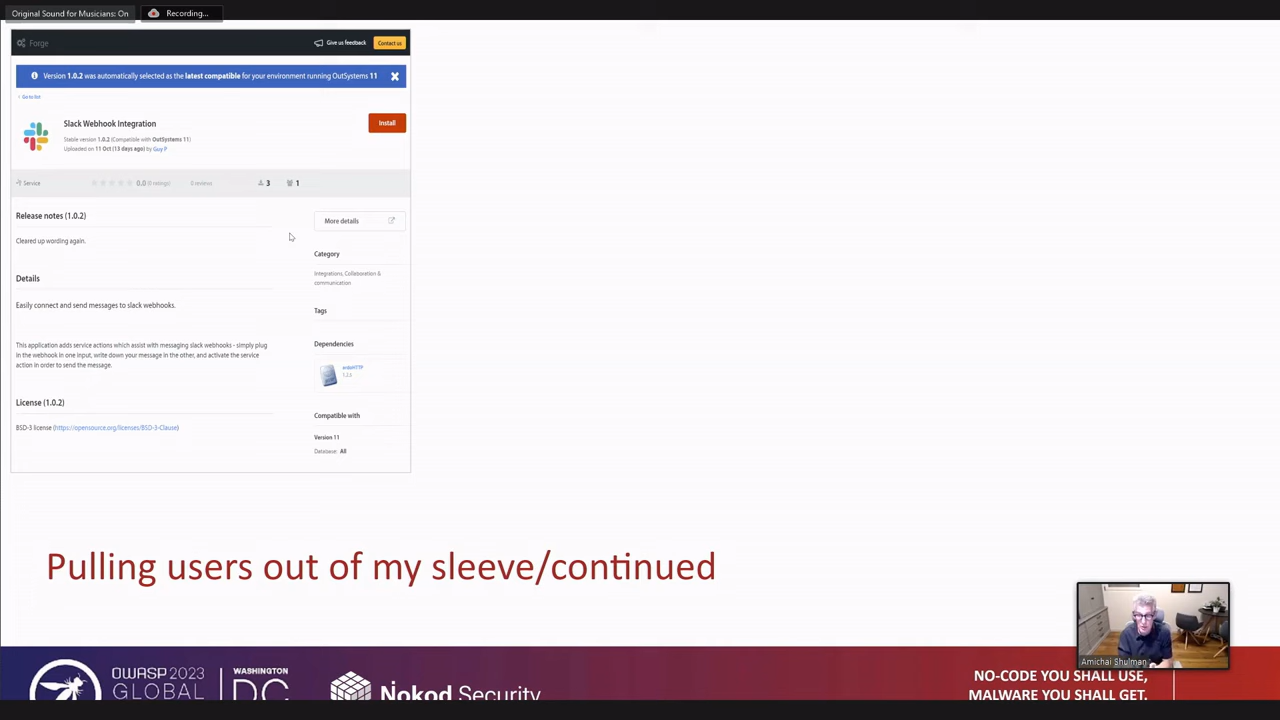 Original Sound for Musicians: On
Recording...
Forge
Give us feedback
Contact us
Version 1.0.2 was automatically selected as the latest compatible for your environment running OutSystems 11
Go to list
Slack Webhook Integration
Install
Stable version 1.0.2 (Compatible with OutSystems 11)
Uploaded on 11 Oct (13 days ago) by Guy P
Service
0.0 (0 ratings)
0 reviews
3
1
Release notes (1.0.2)
More details
Cleared up wording again.
Category
Integrations, Collaboration &
communication
Details
Easily connect and send messages to slack webhooks.
Tags
This application adds service actions which assist with messaging slack webhooks - simply plug
in the webhook in one input, write down your message in the other, and activate the service
action in order to send the message.
Dependencies
ardoHTTP
1.2.5
License (1.0.2)
BSD-3 license (https://opensource.org/licenses/BSD-3-Clause)
Compatible with
Version 11
Database: All
Pulling users out of my sleeve/continued
Amichai Shulman
OWASP 2023
GLOBAL
WASHINGTON
DC
Nokod Security
NO-CODE YOU SHALL USE,
MALWARE YOU SHALL GET.